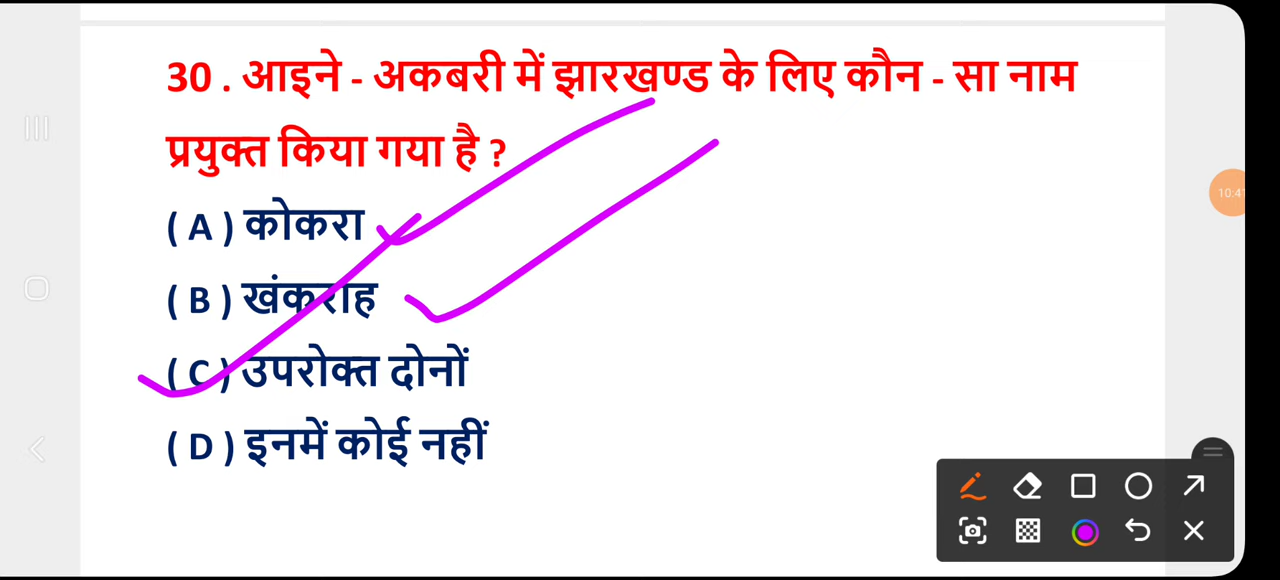 30 . आइने - अकबरी में झारखण्ड के लिए कौन - सा नाम
प्रयुक्त किया गया है ?
( A ) कोकरा
( B ) खंकराह
( C ) उपरोक्त दोनों
( D ) इनमें कोई नहीं